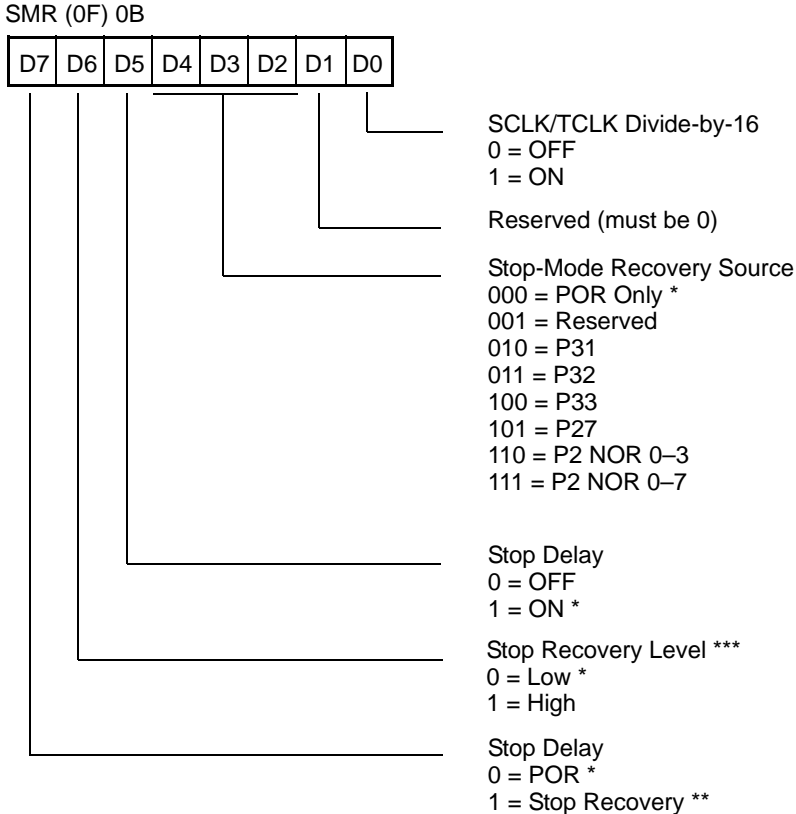 SMR (0F) 0B
D7 D6 D5 D4 D3 D2 D1 D0
SCLK/TCLK Divide-by-16
0 = OFF
1 = ON
Reserved (must be 0)
Stop-Mode Recovery Source
000 = POR Only *
001 = Reserved
010 = P31
011 = P32
100 = P33
101 = P27
110 = P2 NOR 0–3
111 = P2 NOR 0–7
Stop Delay
0 = OFF
1 = ON *
Stop Recovery Level ***
0 = Low *
1 = High
Stop Delay
0 = POR *
1 = Stop Recovery **